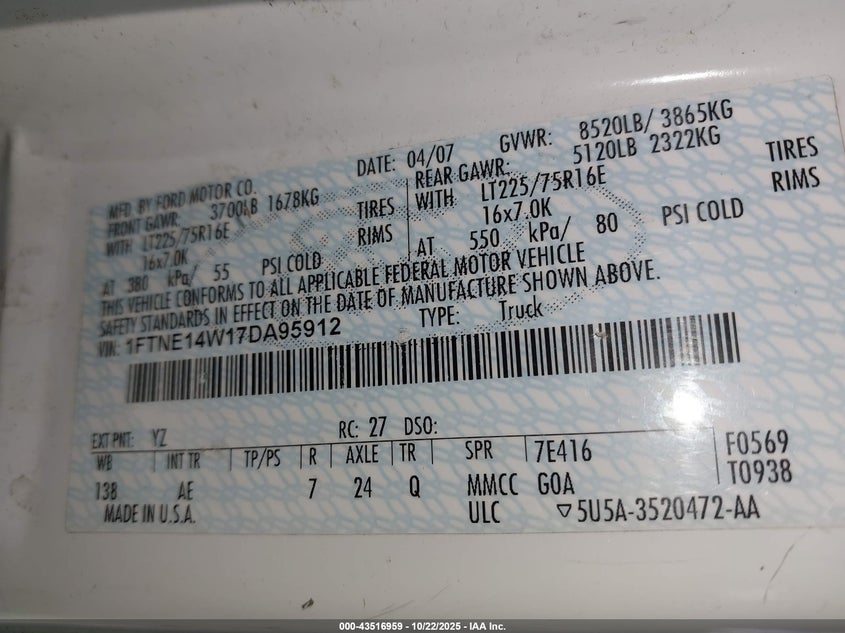 MFD. BY FORD MOTOR CO.
DATE: 04/07 GVWR: 8520LB/ 3865KG
FRONT GAWR: 3700LB 1678KG
REAR GAWR: 5120LB 2322KG
WITH LT225/75R16E TIRES
WITH LT225/75R16E TIRES
16x7.0K RIMS
16x7.0K RIMS
AT 380 kPa/ 55 PSI COLD
AT 550 kPa/ 80 PSI COLD
THIS VEHICLE CONFORMS TO ALL APPLICABLE FEDERAL MOTOR VEHICLE
SAFETY STANDARDS IN EFFECT ON THE DATE OF MANUFACTURE SHOWN ABOVE.
VIN: 1FTNE14W17DA95912 TYPE: Truck
EXT PNT: YZ RC: 27 DSO:
WB INT TR TP/PS R AXLE TR SPR 7E416 F0569
138 AE 7 24 Q MMCC GOA T0938
MADE IN U.S.A. ULC ▽5U5A-3520472-AA
000-43516959 - 10/22/2025 - IAA Inc.